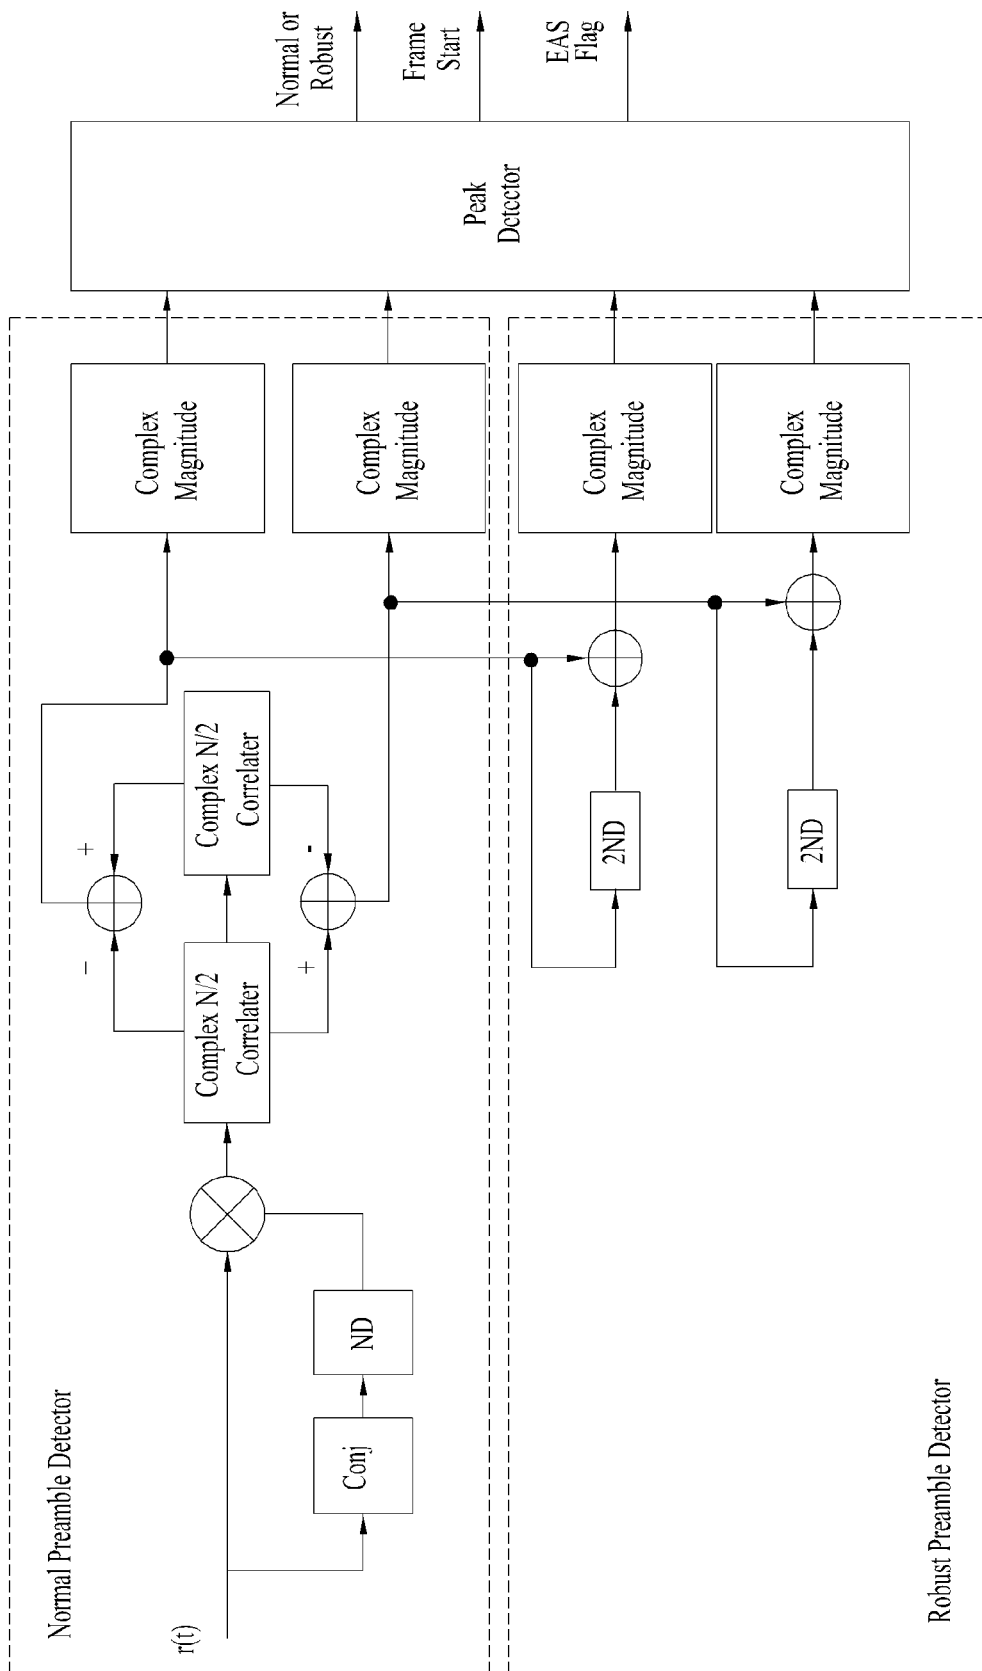 Normal Preamble Detector
r(t)
Conj
ND
Complex N/2
Correlater
Complex N/2
Correlater
−
+
+
-
Complex
Magnitude
Complex
Magnitude
Robust Preamble Detector
2ND
2ND
Complex
Magnitude
Complex
Magnitude
Peak
Detector
Normal or
Robust
Frame
Start
EAS
Flag